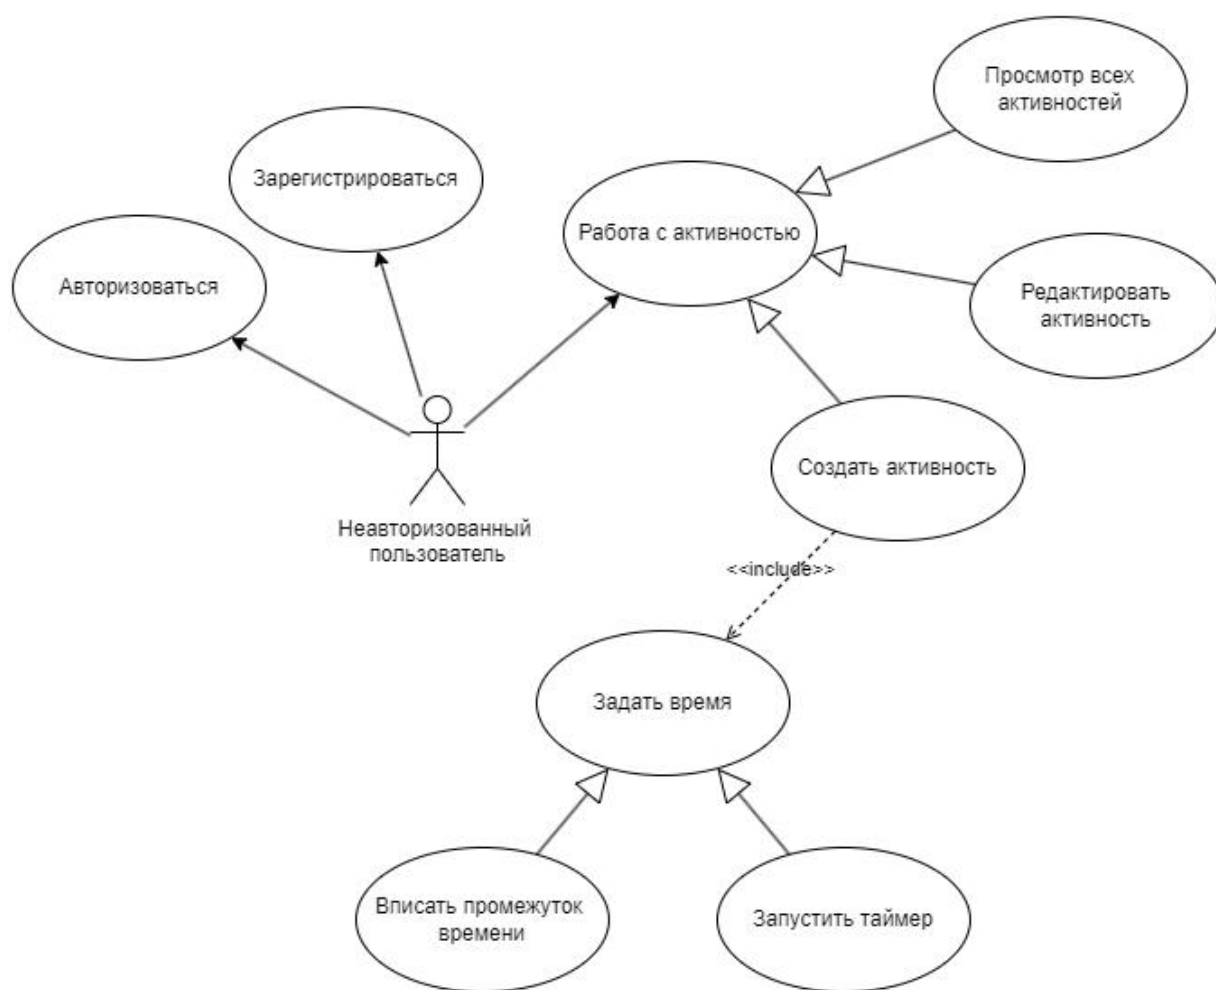 Просмотр всех
активностей
Зарегистрироваться
Работа с активностью
Авторизоваться
Редактировать
активность
Создать активность
Неавторизованный
пользователь
<<include>>
Задать время
Вписать промежуток
времени
Запустить таймер